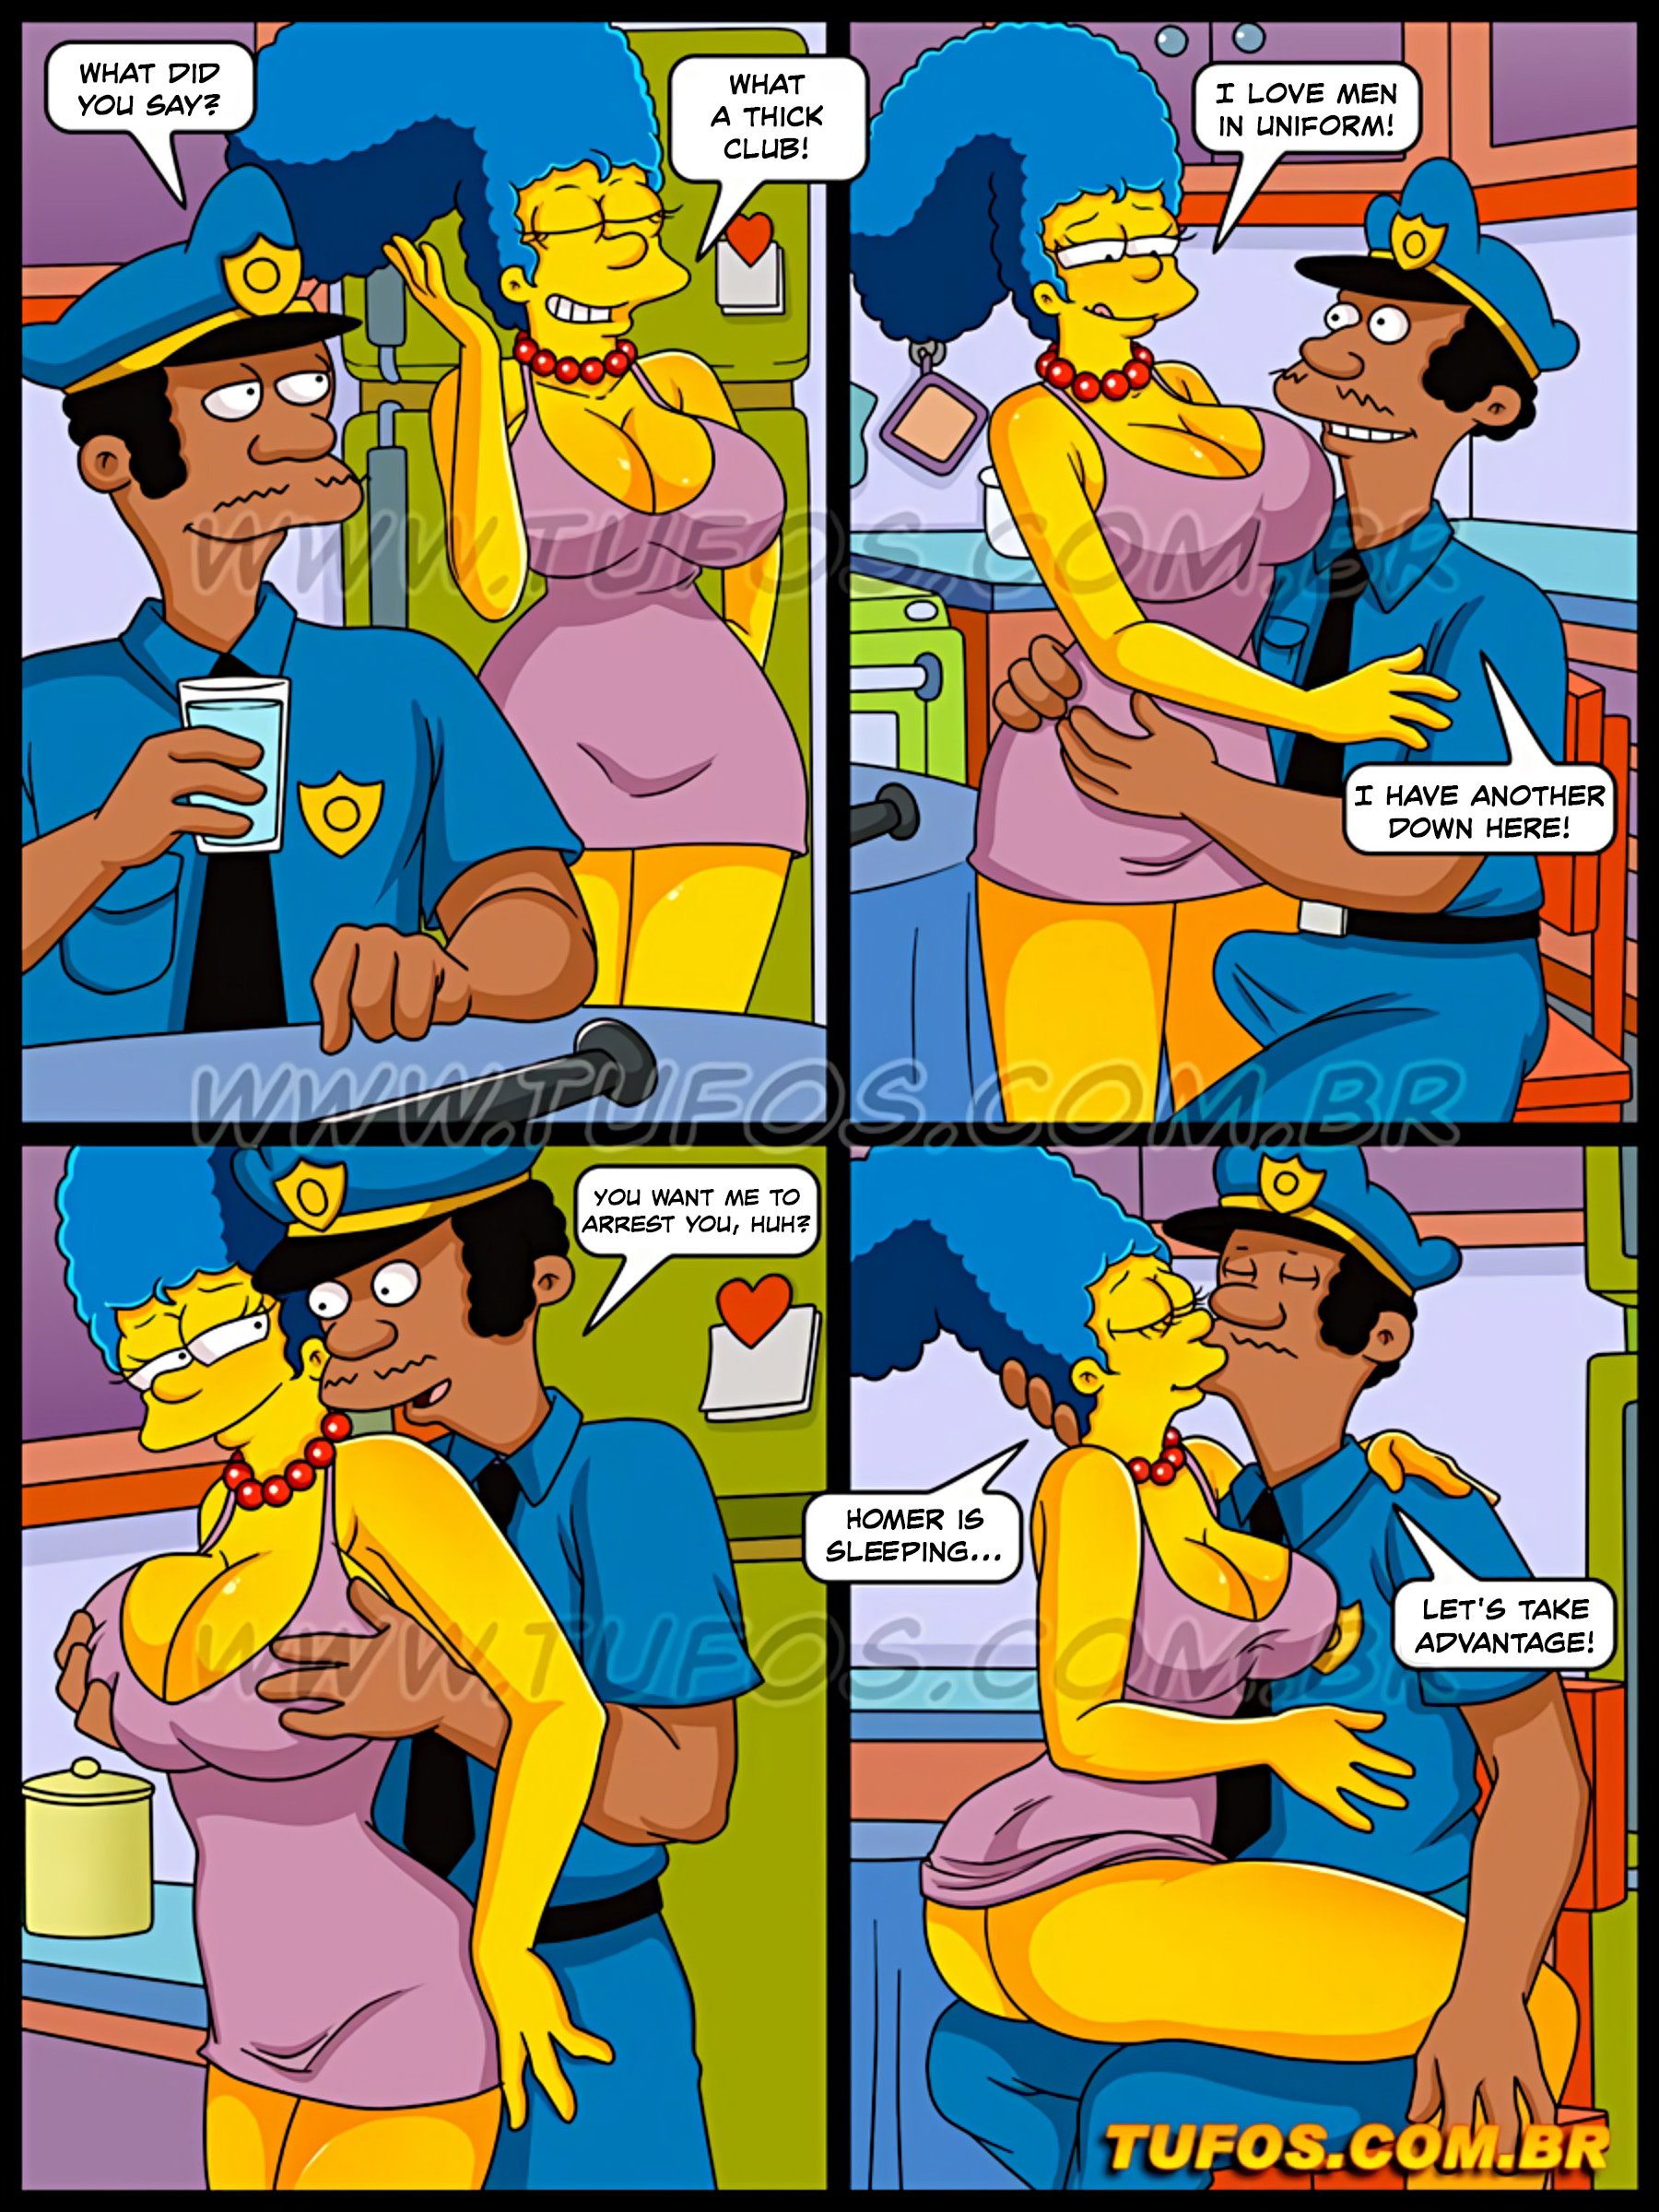 WHAT DID
YOU SAY?
WHAT
A THICK
CLUB!
I LOVE MEN
IN UNIFORM!
I HAVE ANOTHER
DOWN HERE!
WWW.TUFOS.COM.BR
WWW.TUFOS.COM.BR
YOU WANT ME TO
ARREST YOU, HUH?
HOMER IS
SLEEPING...
LET'S TAKE
ADVANTAGE!
WWW.TUFOS.COM.BR
TUFOS.COM.BR